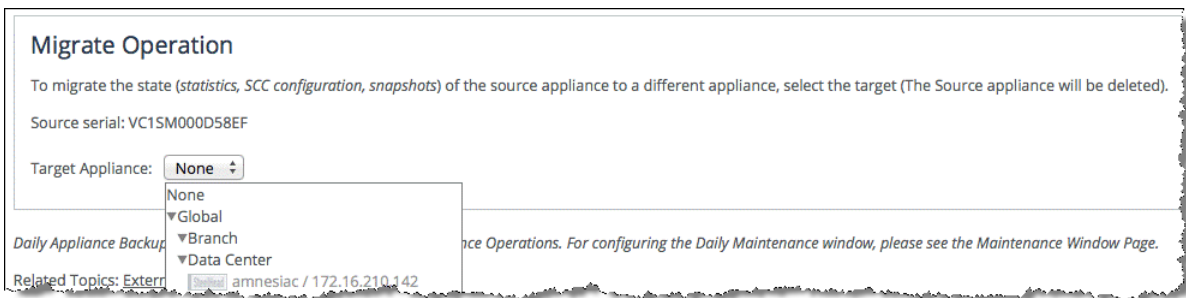 Migrate Operation
To migrate the state (statistics, SCC configuration, snapshots) of the source appliance to a different appliance, select the target (The Source appliance will be deleted).
Source serial: VC1SM000D58EF
Target Appliance: None
None
▼Global
▼Branch
Daily Appliance Backup nce Operations. For configuring the Daily Maintenance window, please see the Maintenance Window Page.
▼Data Center
Related Topics: Extern
SteelHead amnesiac / 172.16.210.142